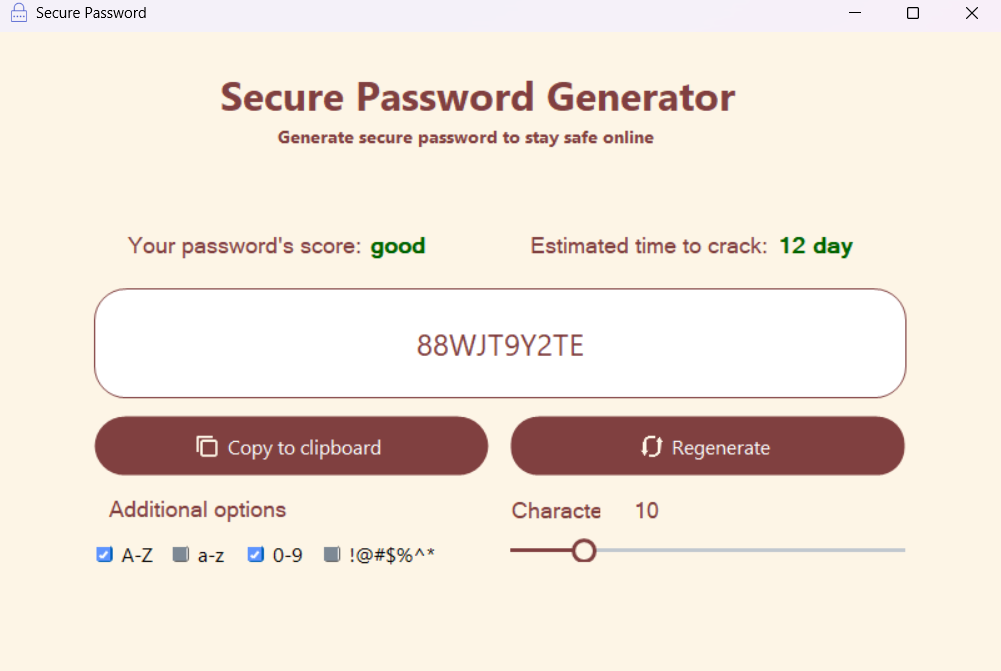 Secure Password
Secure Password Generator
Generate secure password to stay safe online
Your password's score: good
Estimated time to crack: 12 day
88WJT9Y2TE
Copy to clipboard
Regenerate
Additional options
Characte 10
A-Z a-z 0-9 !@#$%^*